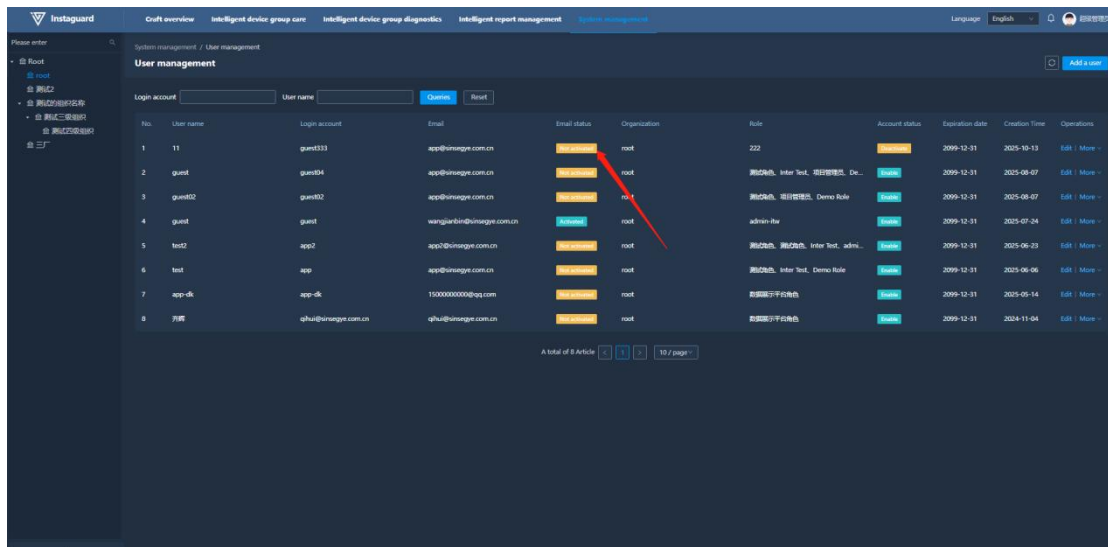 Instaguard Craft overview Intelligent device group care Intelligent device group diagnostics Intelligent report management System management Language English
Please enter
System management / User management
User management
Add a user
Root
root
测试2
测试的组织名称
测试三级组织
测试四级组织
三厂
Login account User name Queries Reset
No. User name Login account Email Email status Organization Role Account status Expiration date Creation Time Operations
1 11 guest333 app@sinsegye.com.cn Not activated root 222 Deactivate 2099-12-31 2025-10-13 Edit | More
2 guest guest04 app@sinsegye.com.cn Not activated root 测试角色、Inter Test、项目管理员、De... Enable 2099-12-31 2025-08-07 Edit | More
3 guest02 guest02 app@sinsegye.com.cn Not activated root 测试角色、项目管理员、Demo Role Enable 2099-12-31 2025-08-07 Edit | More
4 guest guest wangjianbin@sinsegye.com.cn Activated root admin-itw Enable 2099-12-31 2025-07-24 Edit | More
5 test2 app2 app2@sinsegye.com.cn Not activated root 测试角色、测试角色、Inter Test、admi... Enable 2099-12-31 2025-06-23 Edit | More
6 test app app@sinsegye.com.cn Not activated root 测试角色、Inter Test、Demo Role Enable 2099-12-31 2025-06-06 Edit | More
7 app-dk app-dk 15000000000@qq.com Not activated root 数据展示平台角色 Enable 2099-12-31 2025-05-14 Edit | More
8 qihui@sinsegye.com.cn qihui@sinsegye.com.cn Not activated root 数据展示平台角色 Enable 2099-12-31 2024-11-04 Edit | More
A total of 8 Article < 1 > 10 / page